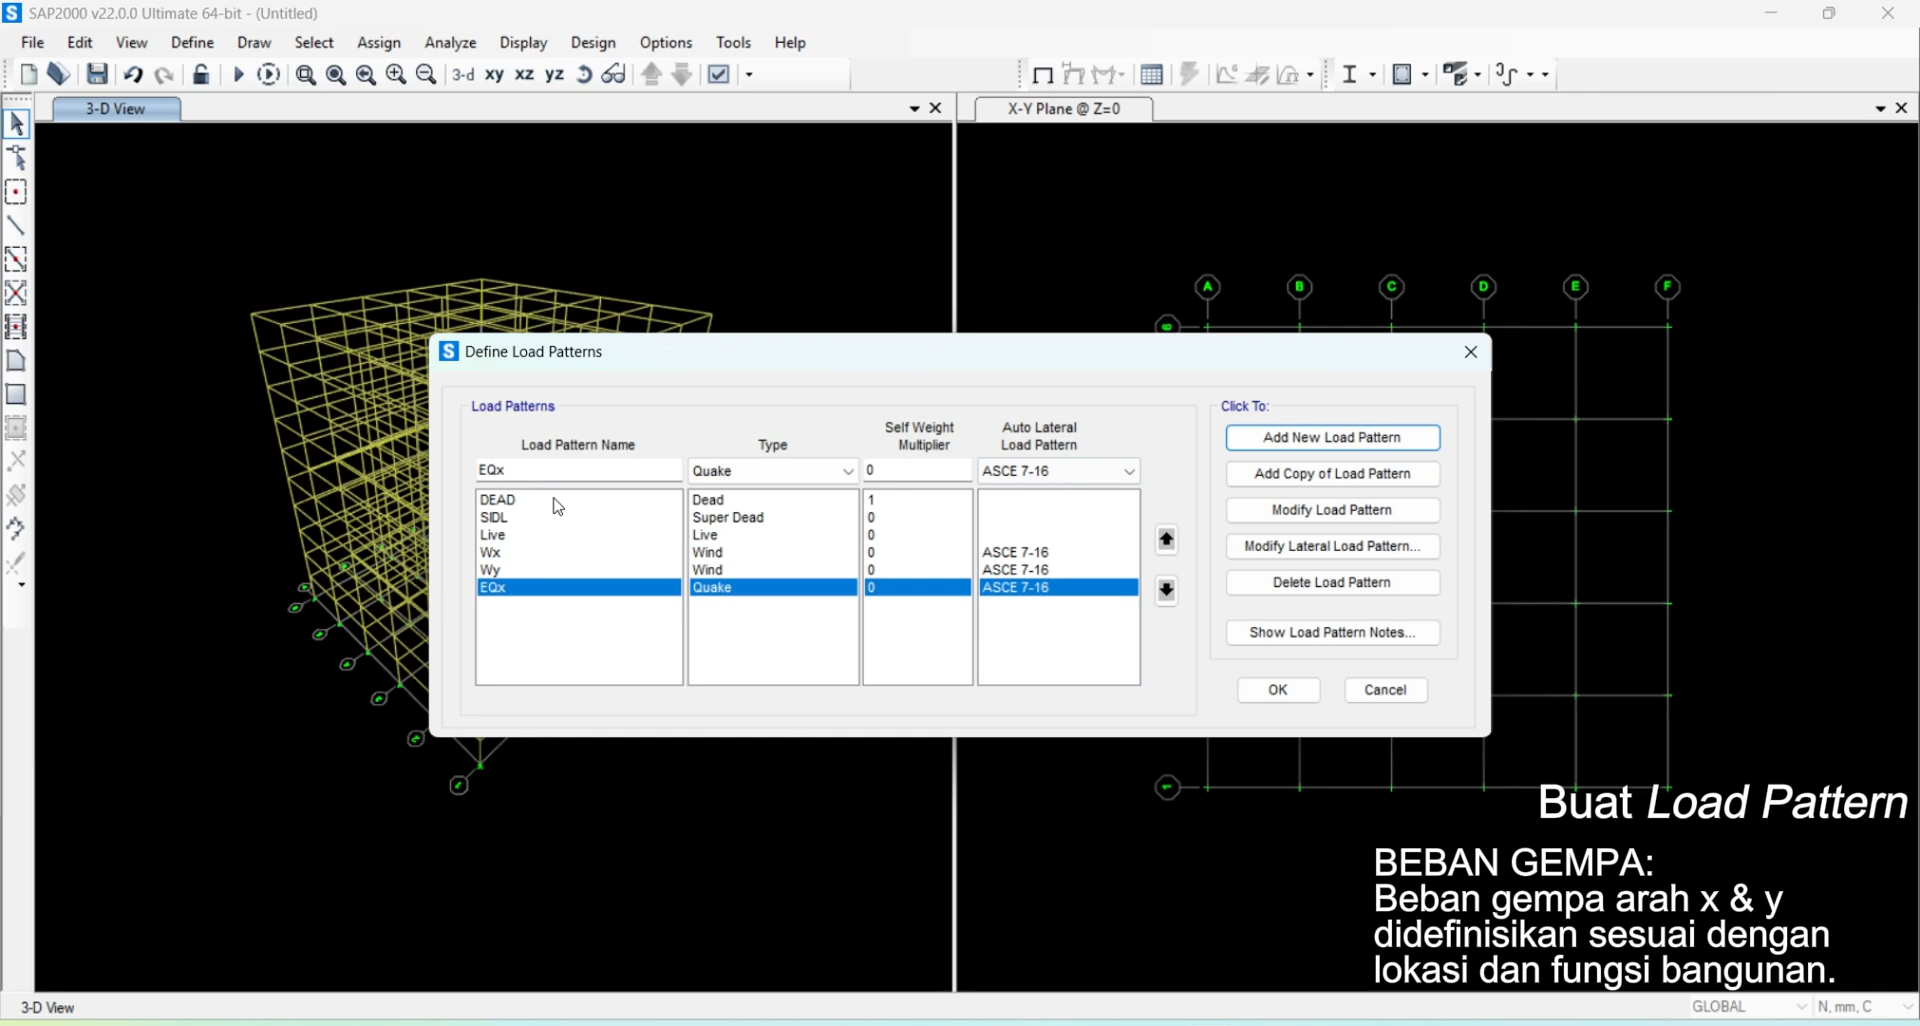 SAP2000 v22.0.0 Ultimate 64-bit - (Untitled)
File Edit View Define Draw Select Assign Analyze Display Design Options Tools Help
3-d xy xz yz
3-D View
X-Y Plane @ Z=0
A B C D E F
Define Load Patterns
Load Patterns
Click To:
Load Pattern Name
Type
Self Weight
Multiplier
Auto Lateral
Load Pattern
EQx Quake 0 ASCE 7-16
DEAD Dead 1
SIDL Super Dead 0
Live Live 0
Wx Wind 0 ASCE 7-16
Wy Wind 0 ASCE 7-16
EQx Quake 0 ASCE 7-16
Add New Load Pattern
Add Copy of Load Pattern
Modify Load Pattern
Modify Lateral Load Pattern...
Delete Load Pattern
Show Load Pattern Notes...
OK
Cancel
Buat Load Pattern
BEBAN GEMPA:
Beban gempa arah x & y
didefinisikan sesuai dengan
lokasi dan fungsi bangunan.
3-D View
GLOBAL
N, mm, C